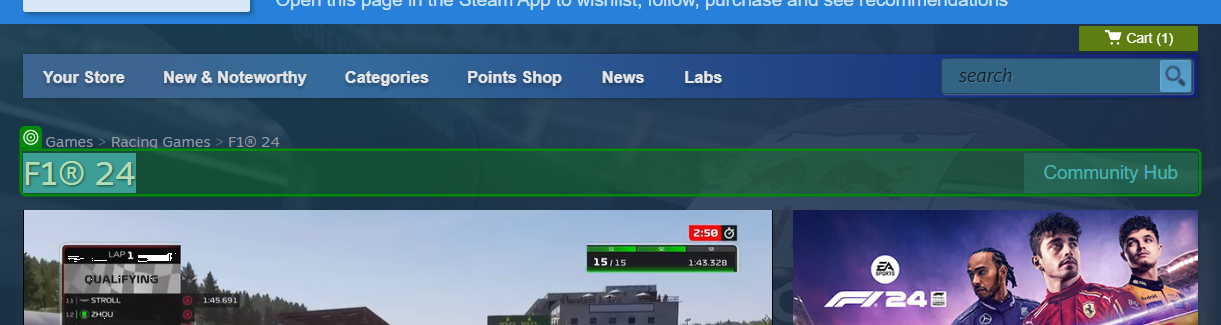 Open this page in the Steam App to wishlist, follow, purchase and see recommendations
Cart (1)
Your Store New & Noteworthy Categories Points Shop News Labs search
Games > Racing Games > F1® 24
F1® 24 Community Hub
2:50
LAP 1
S1 S2 S3
15/15 1:43.328
QUALIFYING
11 STROLL 1:45.691
12 ZHOU
EA SPORTS
F1 24